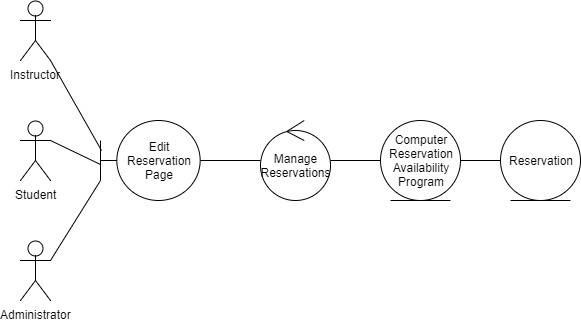 Instructor
Student
Administrator
Edit
Reservation
Page
Manage
Reservations
Computer
Reservation
Availability
Program
Reservation